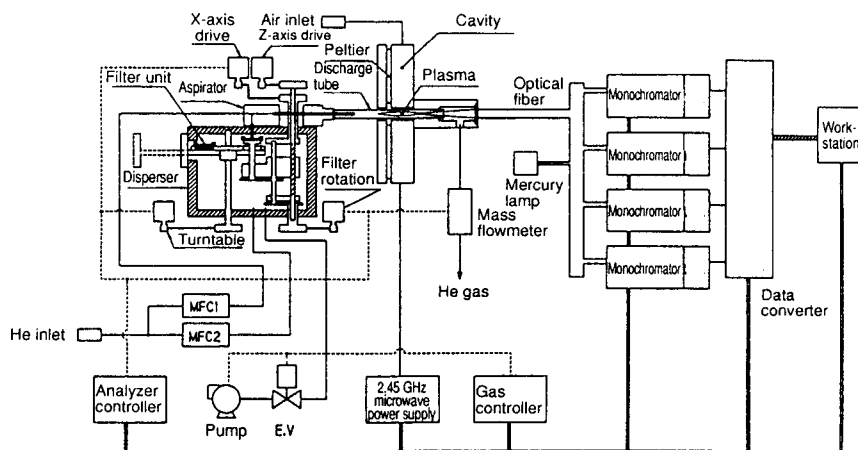 X-axis
drive
Air inlet
Z-axis drive
Cavity
Peltier
Discharge
tube
Plasma
Filter unit
Aspirator
Optical
fiber
Monochromator
Monochromator
Monochromator
Monochromator
Work-
station
Disperser
Filter
rotation
Mercury
lamp
Turntable
Mass
flowmeter
He gas
Data
converter
MFC1
MFC2
He inlet
Analyzer
controller
Pump
E.V
2.45 GHz
microwave
power supply
Gas
controller